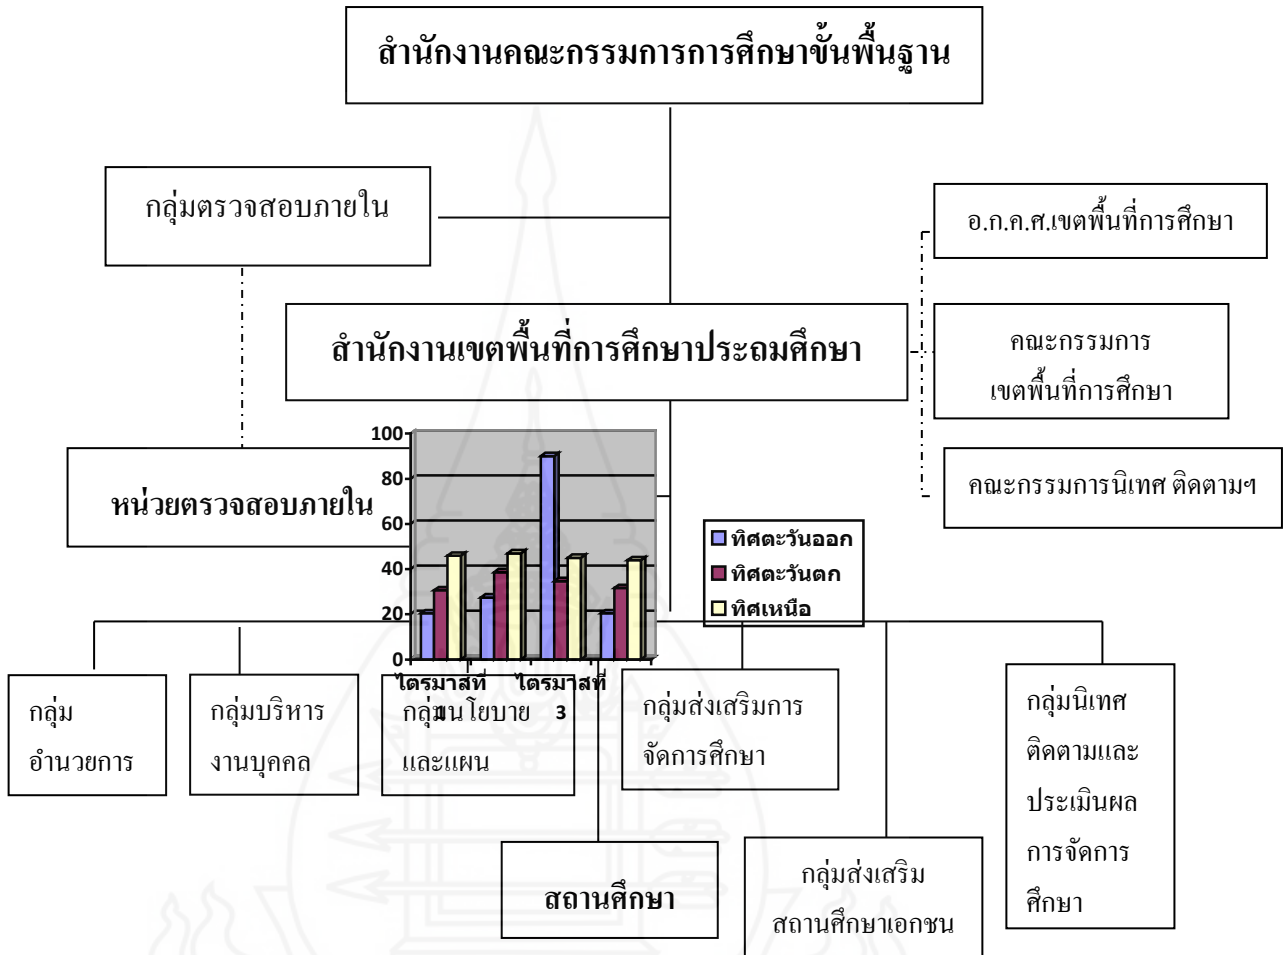 สำนักงานคณะกรรมการการศึกษาขั้นพื้นฐาน
กลุ่มตรวจสอบภายใน
อ.ก.ค.ศ.เขตพื้นที่การศึกษา
สำนักงานเขตพื้นที่การศึกษาประถมศึกษา
คณะกรรมการ
เขตพื้นที่การศึกษา
หน่วยตรวจสอบภายใน
คณะกรรมการนิเทศ ติดตามฯ
100
80
60
40
20
0
ไตรมาสที่
1
ไตรมาสที่
3
ทิศตะวันออก
ทิศตะวันตก
ทิศเหนือ
กลุ่ม
อำนวยการ
กลุ่มบริหาร
งานบุคคล
กลุ่มนโยบาย
และแผน
กลุ่มส่งเสริมการ
จัดการศึกษา
กลุ่มนิเทศ
ติดตามและ
ประเมินผล
การจัดการ
ศึกษา
สถานศึกษา
กลุ่มส่งเสริม
สถานศึกษาเอกชน